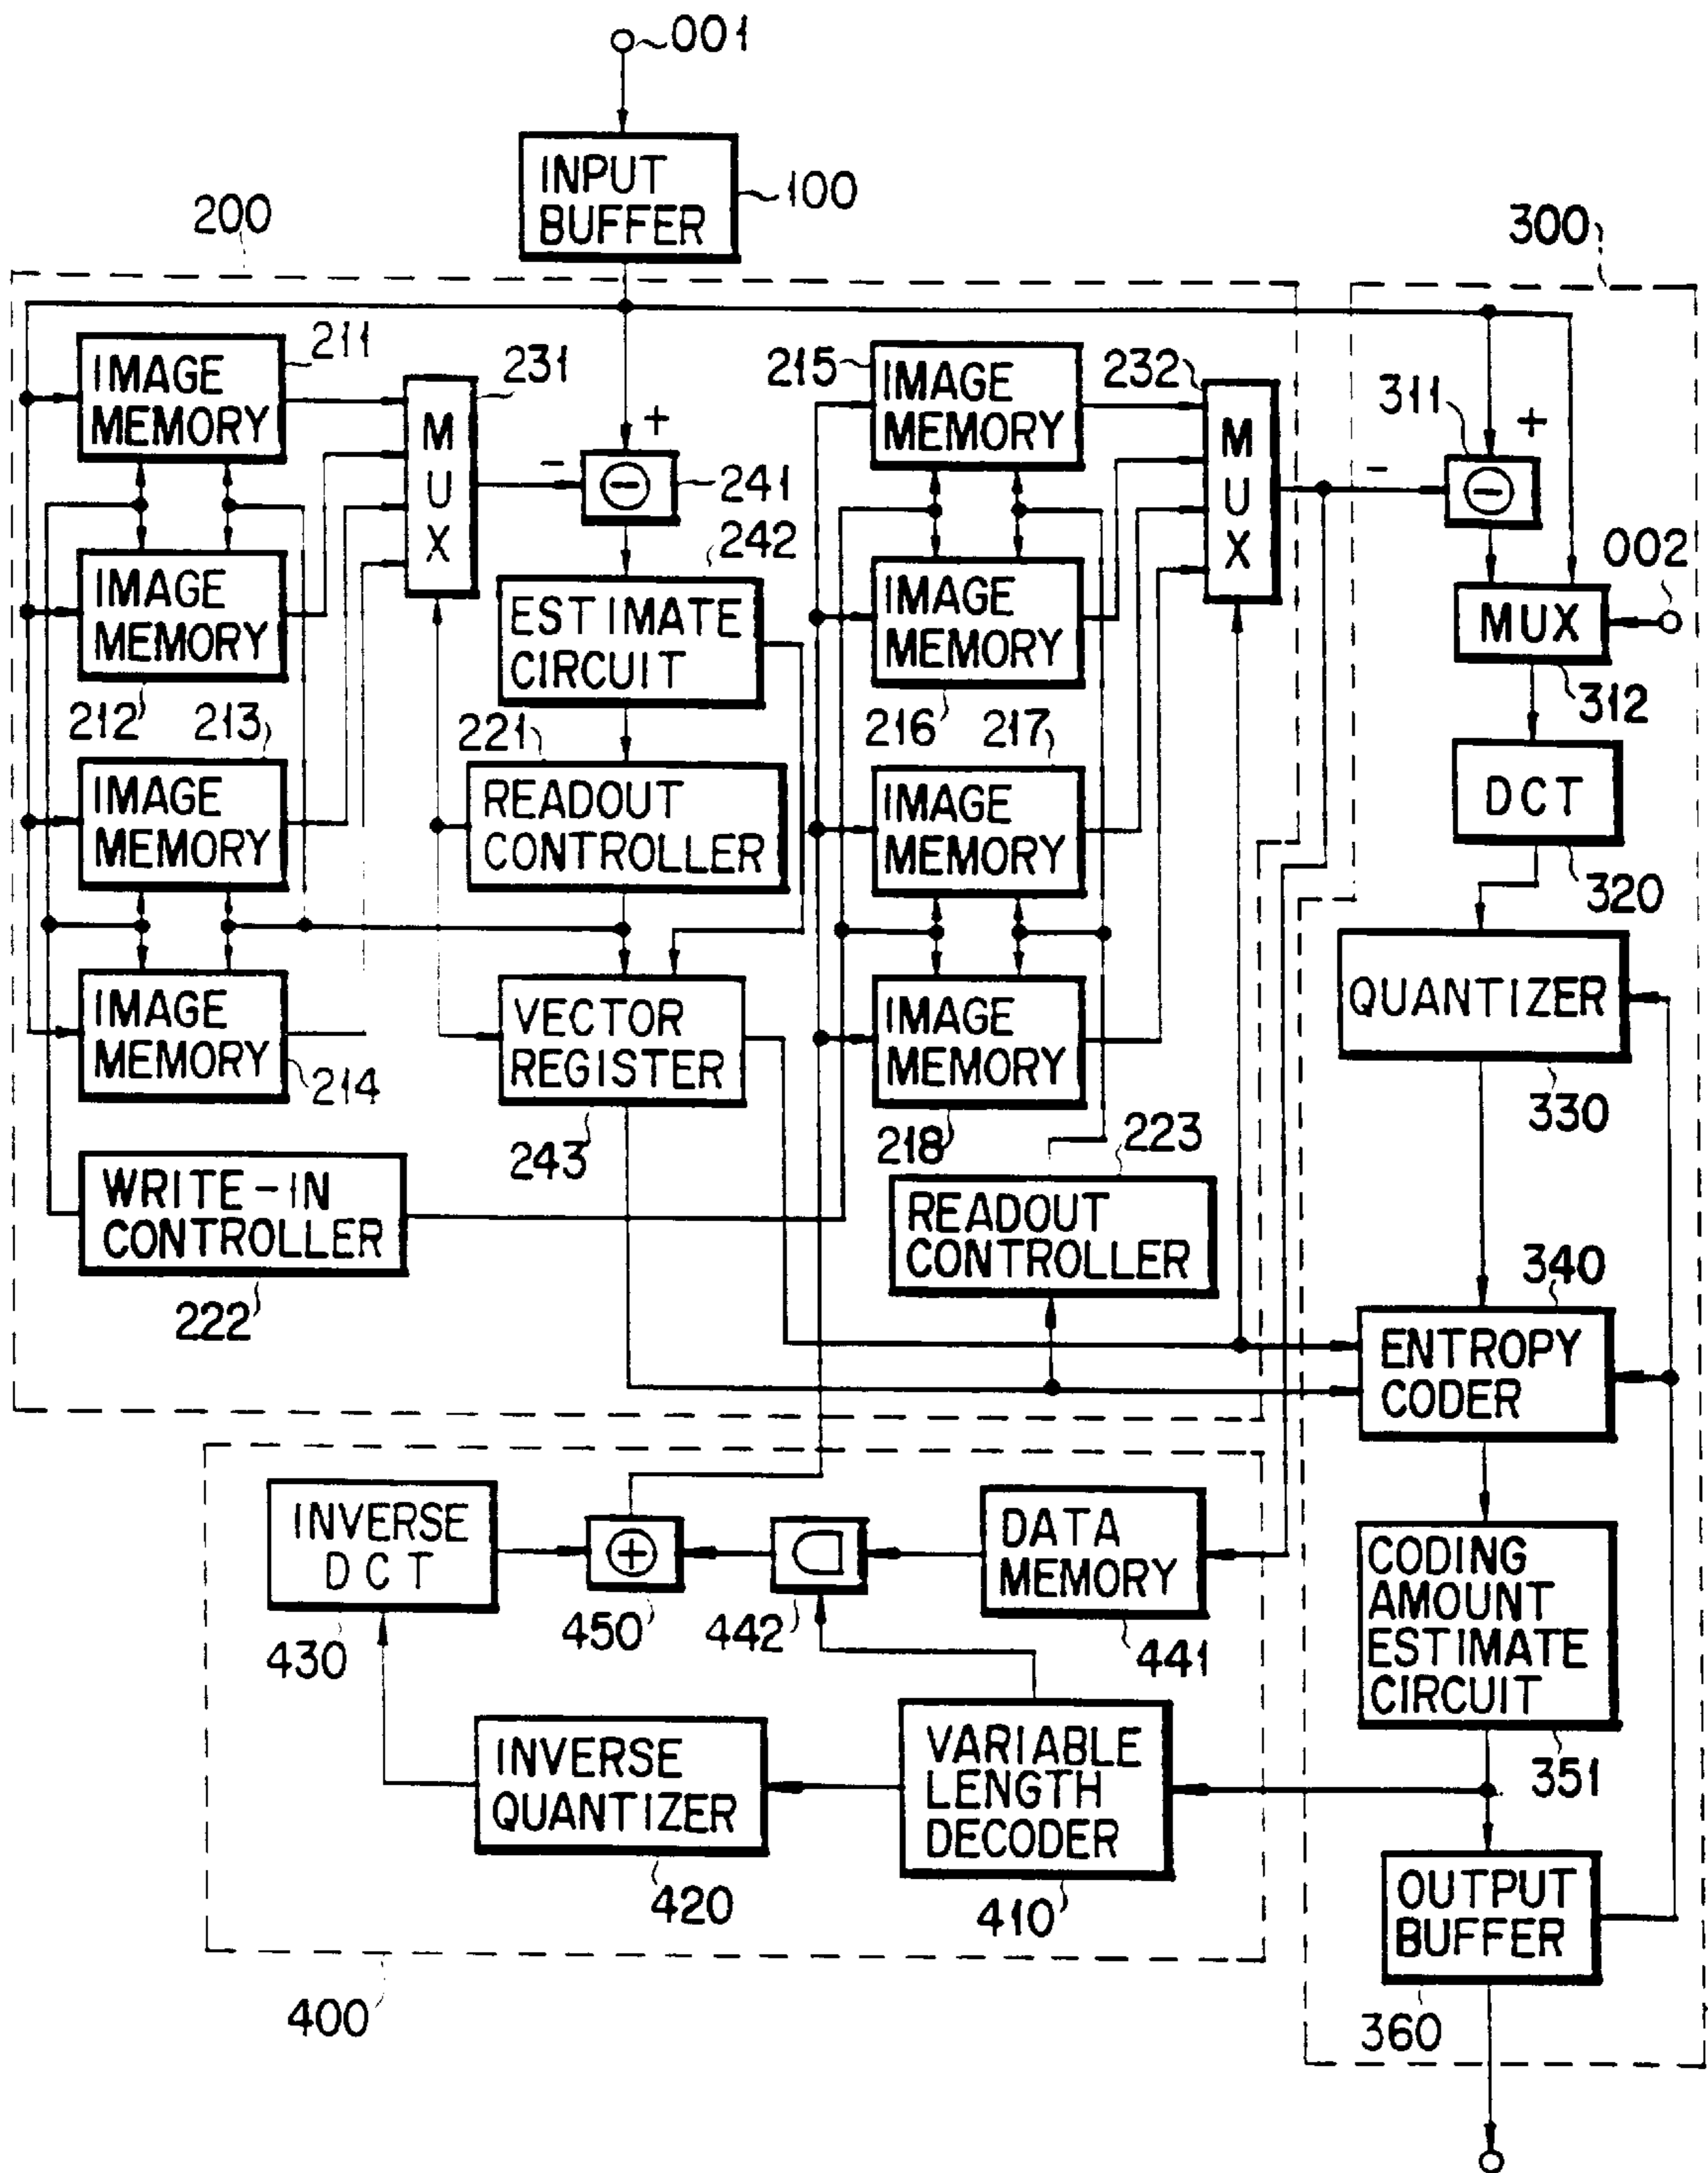 001
INPUT
BUFFER
100
200
300
IMAGE
MEMORY
211
231
M
U
X
+
-
241
242
ESTIMATE
CIRCUIT
215
IMAGE
MEMORY
232
M
U
X
311
+
-
002
MUX
312
IMAGE
MEMORY
212
213
IMAGE
MEMORY
216
217
221
READOUT
CONTROLLER
DCT
320
IMAGE
MEMORY
IMAGE
MEMORY
QUANTIZER
330
IMAGE
MEMORY
214
VECTOR
REGISTER
243
IMAGE
MEMORY
218
223
WRITE-IN
CONTROLLER
222
READOUT
CONTROLLER
340
ENTROPY
CODER
INVERSE
DCT
430
450
442
DATA
MEMORY
441
CODING
AMOUNT
ESTIMATE
CIRCUIT
351
INVERSE
QUANTIZER
420
VARIABLE
LENGTH
DECODER
410
OUTPUT
BUFFER
360
400